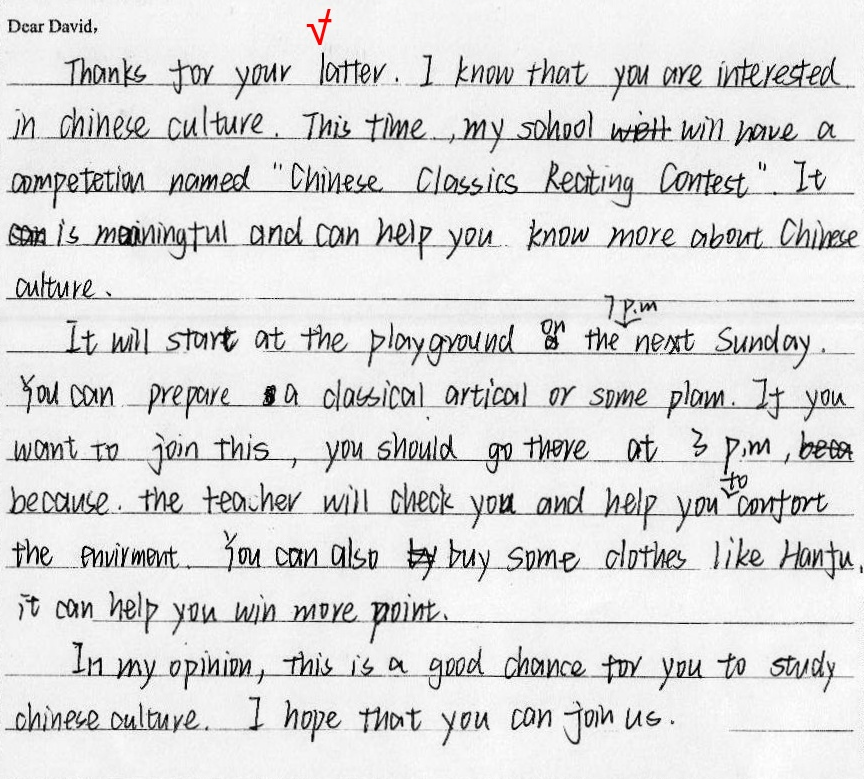 Dear David,
Thanks for your latter. I know that you are interested
in chinese culture. This time, my school will have a
competetion named "Chinese Classics Reciting Contest". It
is meainingful and can help you know more about Chinese
culture.
7 p.m
It will start at the playground on the next Sunday.
You can prepare a classical artical or some plam. If you
want to join this, you should go there at 3 p.m, beca
because. the teacher will check you and help you to confort
the envirment. You can also by buy some clothes like Hanfu,
it can help you win more point.
In my opinion, this is a good chance for you to study
chinese culture. I hope that you can join us.